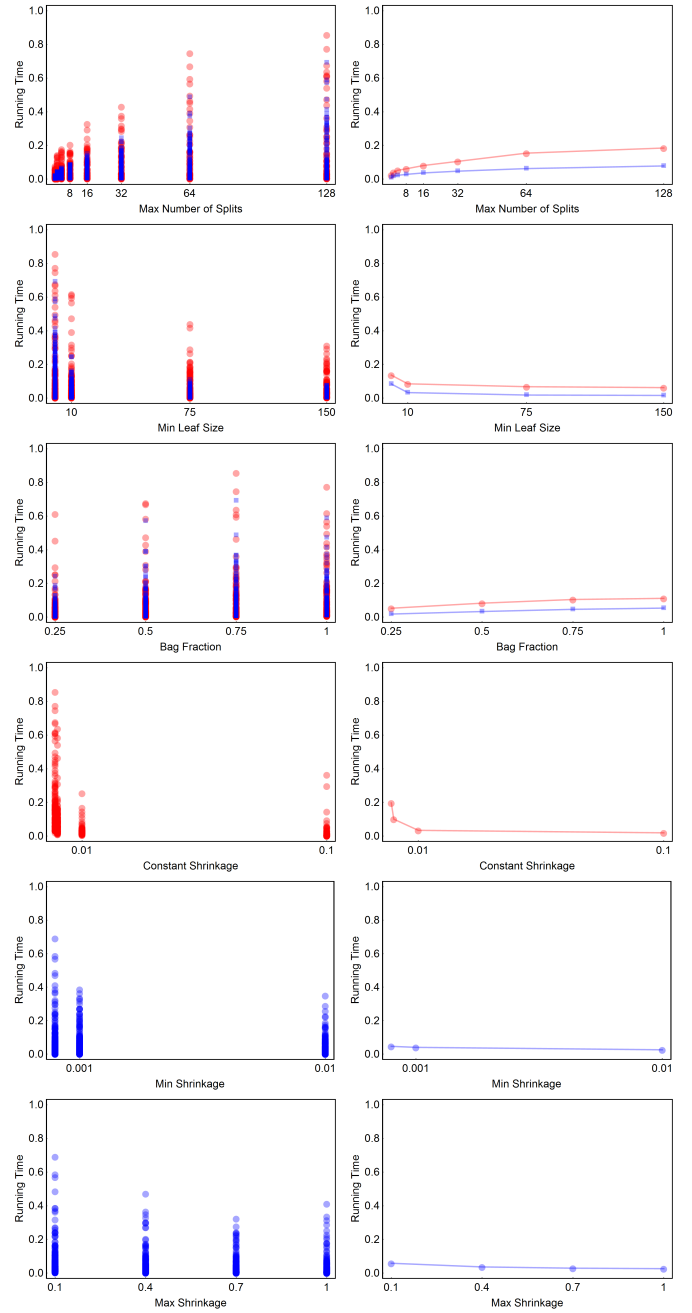 1.0
0.8
0.6
0.4
0.2
0.0
Running Time
8 16 32 64 128
Max Number of Splits
1.0
0.8
0.6
0.4
0.2
0.0
Running Time
8 16 32 64 128
Max Number of Splits
1.0
0.8
0.6
0.4
0.2
0.0
Running Time
10 75 150
Min Leaf Size
1.0
0.8
0.6
0.4
0.2
0.0
Running Time
10 75 150
Min Leaf Size
1.0
0.8
0.6
0.4
0.2
0.0
Running Time
0.25 0.5 0.75 1
Bag Fraction
1.0
0.8
0.6
0.4
0.2
0.0
Running Time
0.25 0.5 0.75 1
Bag Fraction
1.0
0.8
0.6
0.4
0.2
0.0
Running Time
0.01 0.1
Constant Shrinkage
1.0
0.8
0.6
0.4
0.2
0.0
Running Time
0.01 0.1
Constant Shrinkage
1.0
0.8
0.6
0.4
0.2
0.0
Running Time
0.001 0.01
Min Shrinkage
1.0
0.8
0.6
0.4
0.2
0.0
Running Time
0.001 0.01
Min Shrinkage
1.0
0.8
0.6
0.4
0.2
0.0
Running Time
0.1 0.4 0.7 1
Max Shrinkage
1.0
0.8
0.6
0.4
0.2
0.0
Running Time
0.1 0.4 0.7 1
Max Shrinkage